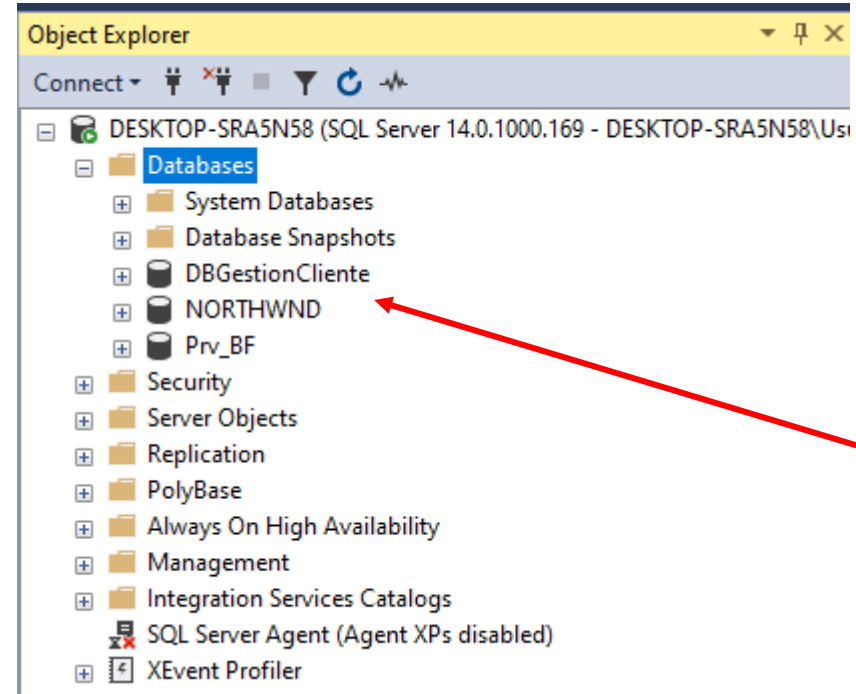 Object Explorer
Connect
DESKTOP-SRA5N58 (SQL Server 14.0.1000.169 - DESKTOP-SRA5N58\Usu
Databases
System Databases
Database Snapshots
DBGestionCliente
NORTHWND
Prv_BF
Security
Server Objects
Replication
PolyBase
Always On High Availability
Management
Integration Services Catalogs
SQL Server Agent (Agent XPs disabled)
XEvent Profiler